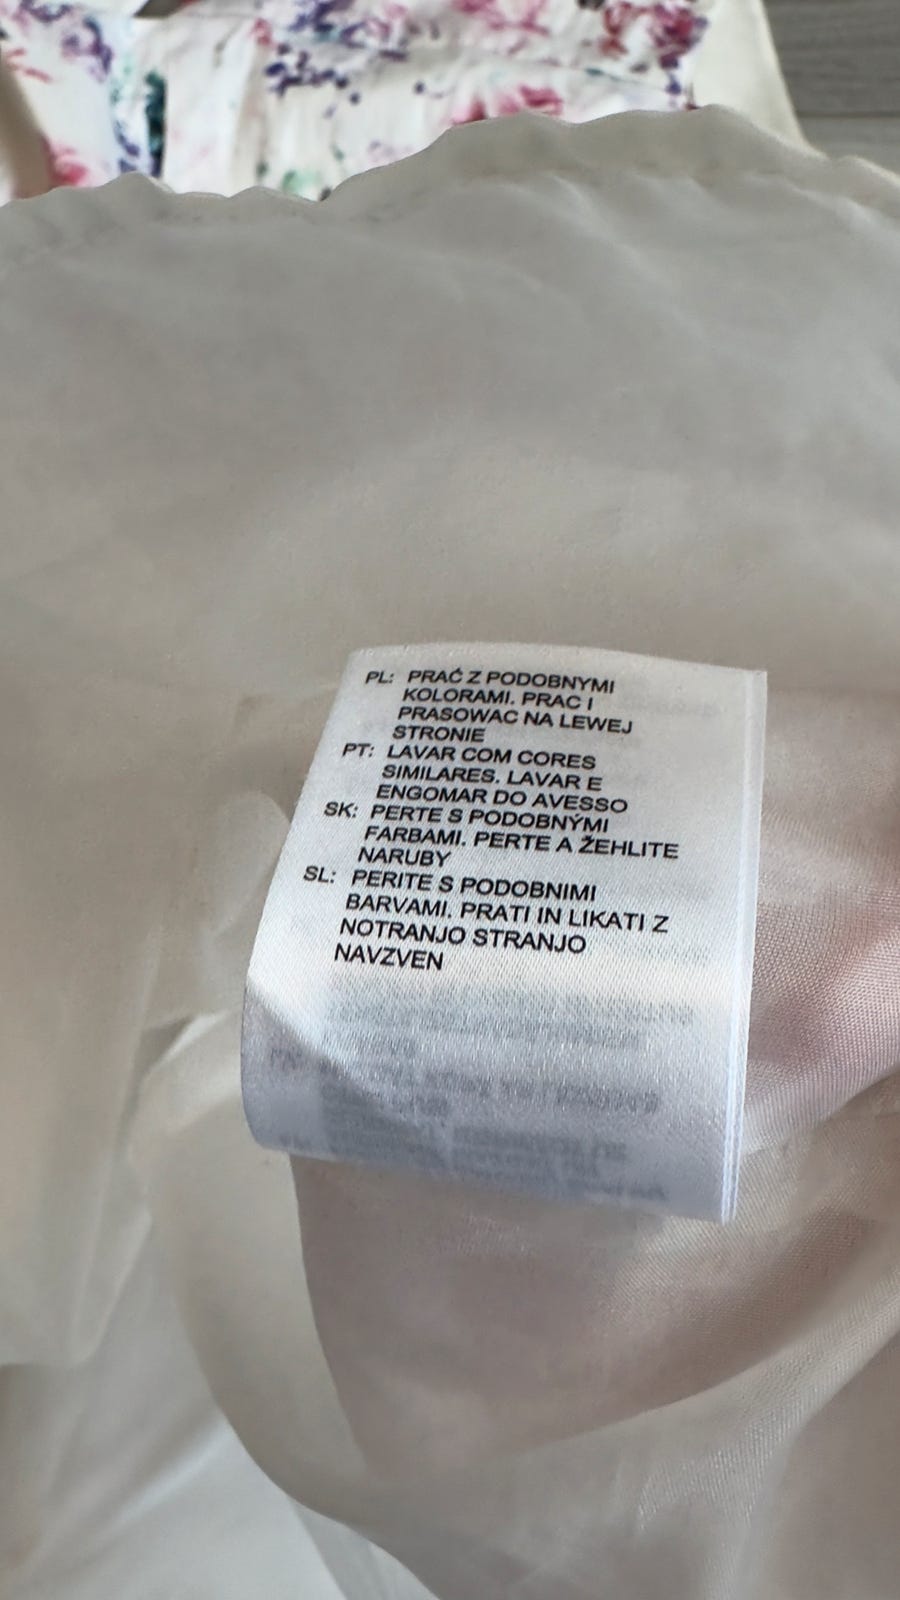 PL: PRAĆ Z PODOBNYMI
KOLORAMI. PRAC I
PRASOWAC NA LEWEJ
STRONIE
PT: LAVAR COM CORES
SIMILARES. LAVAR E
ENGOMAR DO AVESSO
SK: PERTE S PODOBNÝMI
FARBAMI. PERTE A ŽEHLITE
NARUBY
SL: PERITE S PODOBNIMI
BARVAMI. PRATI IN LIKATI Z
NOTRANJO STRANJO
NAVZVEN